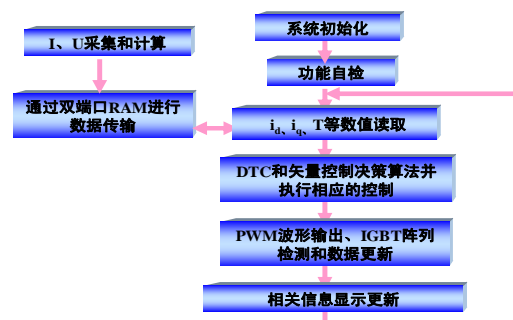 I、U采集和计算
系统初始化
功能自检
通过双端口RAM进行
数据传输
id、iq、T等数值读取
DTC和矢量控制决策算法并
执行相应的控制
PWM波形输出、IGBT阵列
检测和数据更新
相关信息显示更新